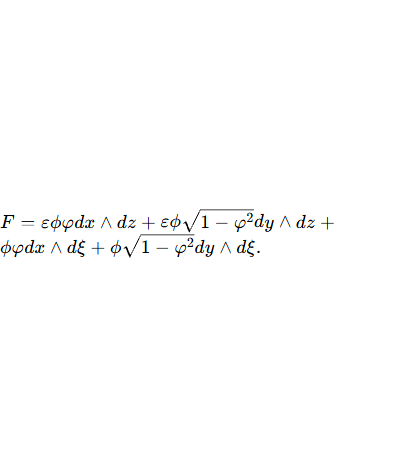 F = εϕφdx ∧ dz + εϕ√(1 − φ²)dy ∧ dz +
ϕφdx ∧ dξ + ϕ√(1 − φ²)dy ∧ dξ.